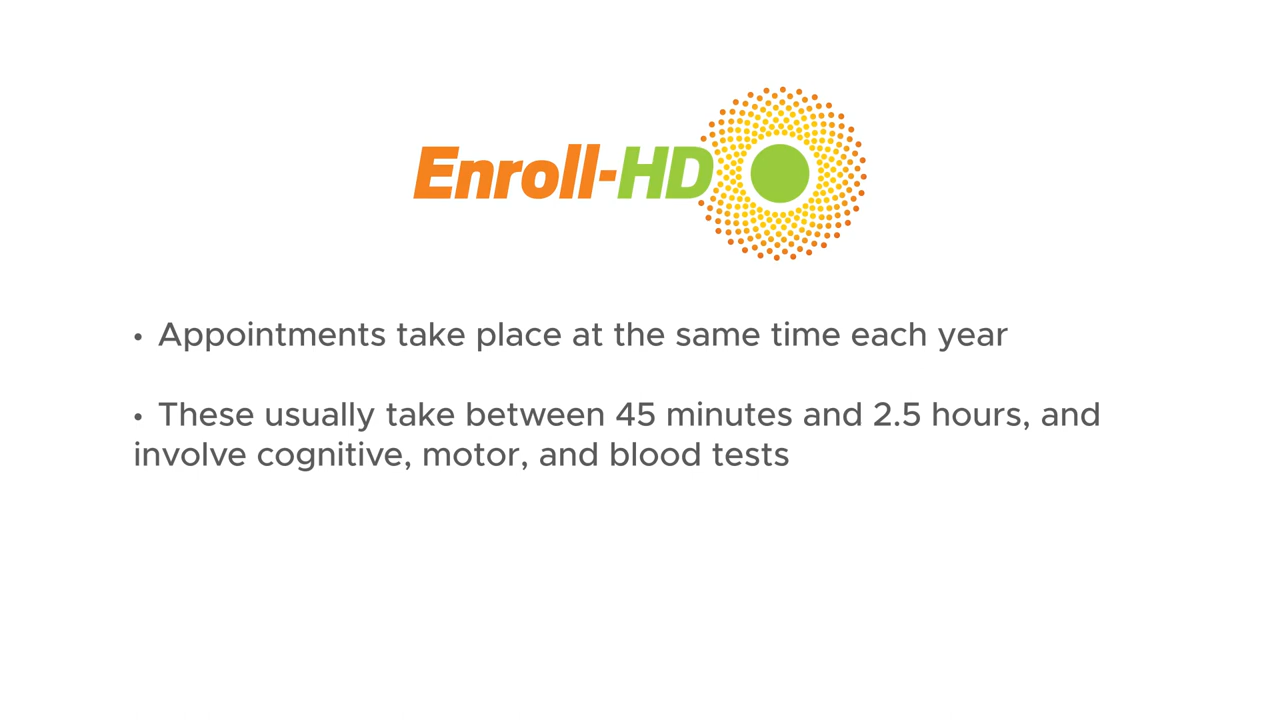 Enroll-HD
• Appointments take place at the same time each year
• These usually take between 45 minutes and 2.5 hours, and
involve cognitive, motor, and blood tests